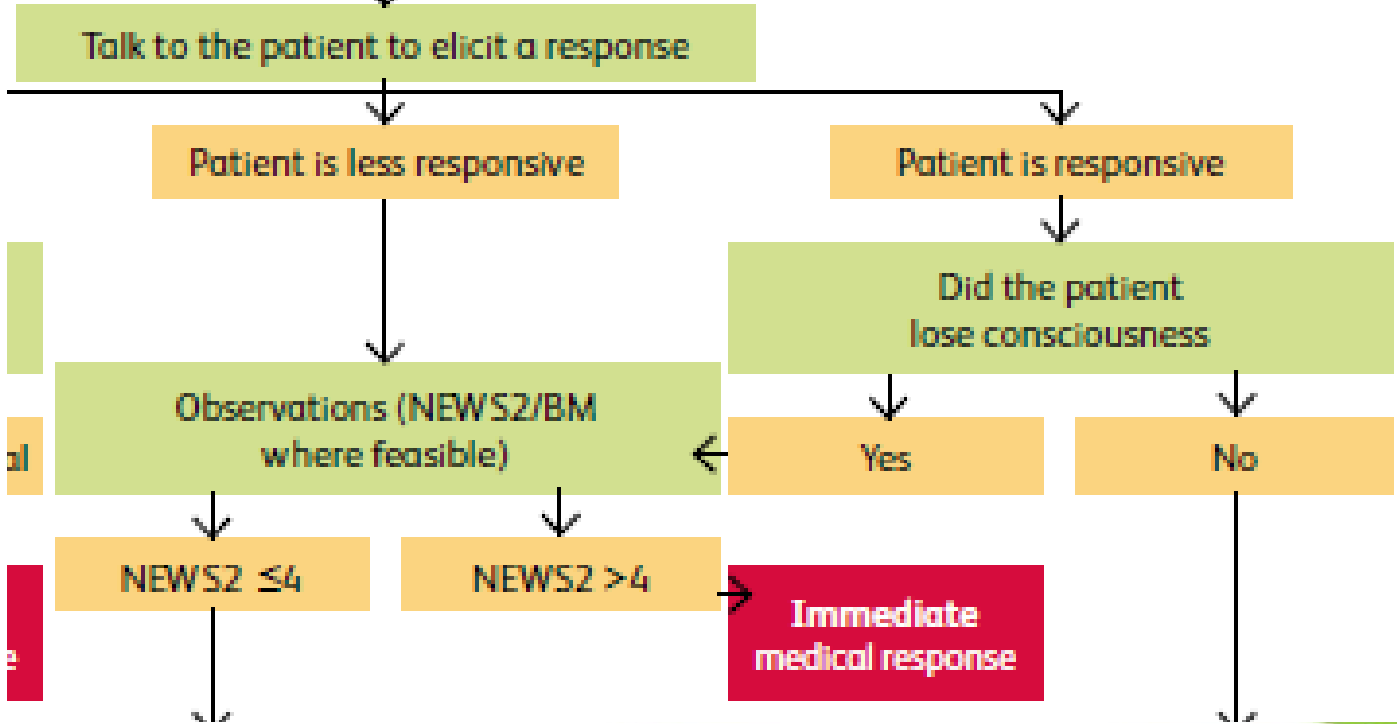 Talk to the patient to elicit a response
Patient is less responsive
Patient is responsive
Did the patient
lose consciousness
Observations (NEWS2/BM
where feasible)
al
Yes
No
NEWS2 ≤4
NEWS2 >4
Immediate
medical response
e